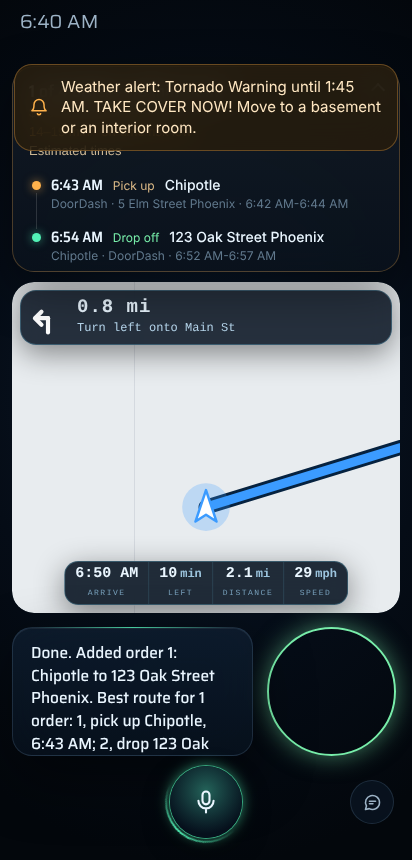 6:40 AM
Weather alert: Tornado Warning until 1:45
AM. TAKE COVER NOW! Move to a basement
or an interior room.
Estimated times
6:43 AM Pick up Chipotle
DoorDash · 5 Elm Street Phoenix · 6:42 AM-6:44 AM
6:54 AM Drop off 123 Oak Street Phoenix
Chipotle · DoorDash · 6:52 AM-6:57 AM
0.8 mi
Turn left onto Main St
6:50 AM 10 min 2.1 mi 29 mph
ARRIVE LEFT DISTANCE SPEED
Done. Added order 1:
Chipotle to 123 Oak Street
Phoenix. Best route for 1
order: 1, pick up Chipotle,
6:43 AM; 2, drop 123 Oak